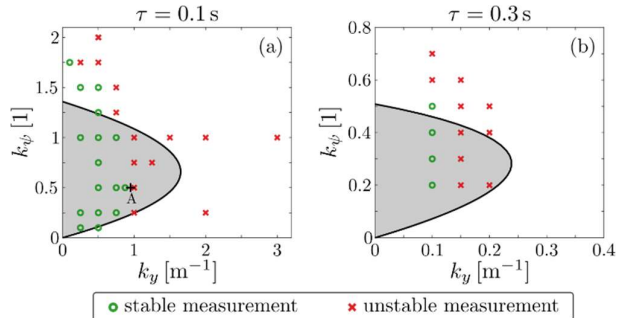 τ = 0.1 s
τ = 0.3 s
(a)
(b)
k_ψ [1]
2
1.5
1
0.5
0
A
0 1 2 3
k_y [m⁻¹]
k_ψ [1]
0.8
0.6
0.4
0.2
0 0.1 0.2 0.3 0.4
k_y [m⁻¹]
stable measurement unstable measurement